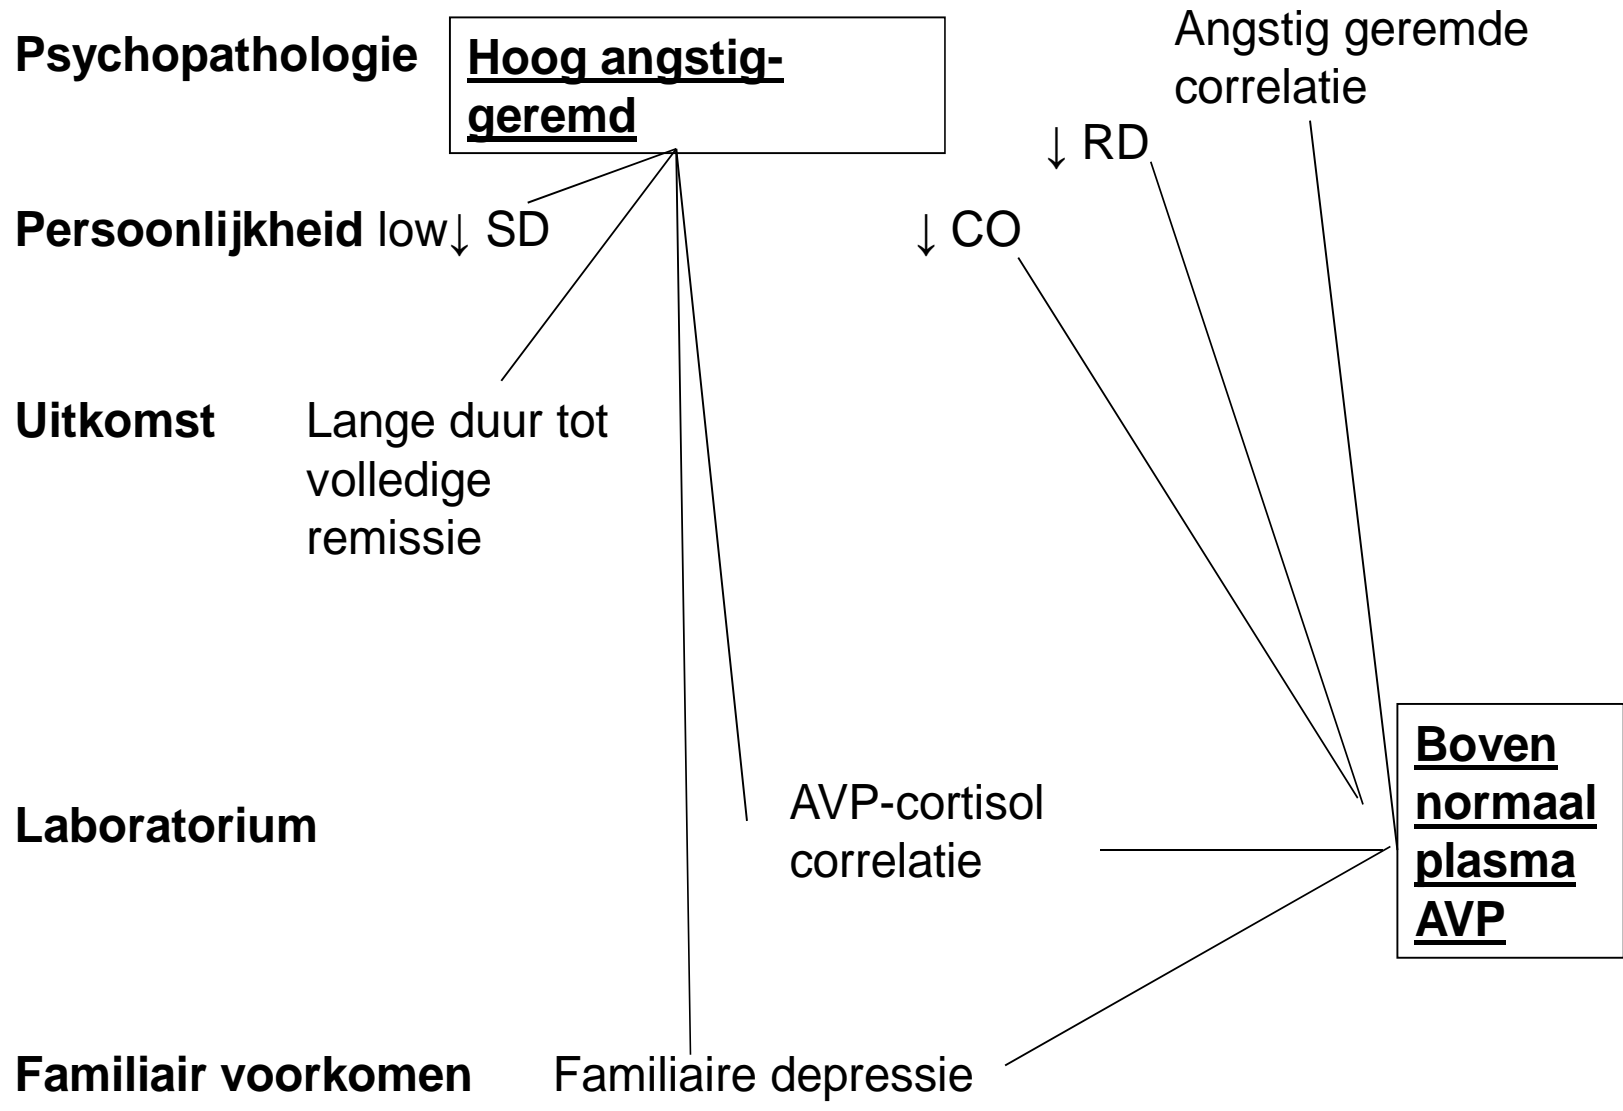 Psychopathologie
Hoog angstig-
geremd
Angstig geremde
correlatie
↓ RD
Persoonlijkheid low↓ SD
↓ CO
Uitkomst
Lange duur tot
volledige
remissie
Laboratorium
AVP-cortisol
correlatie
Boven
normaal
plasma
AVP
Familiair voorkomen
Familiaire depressie